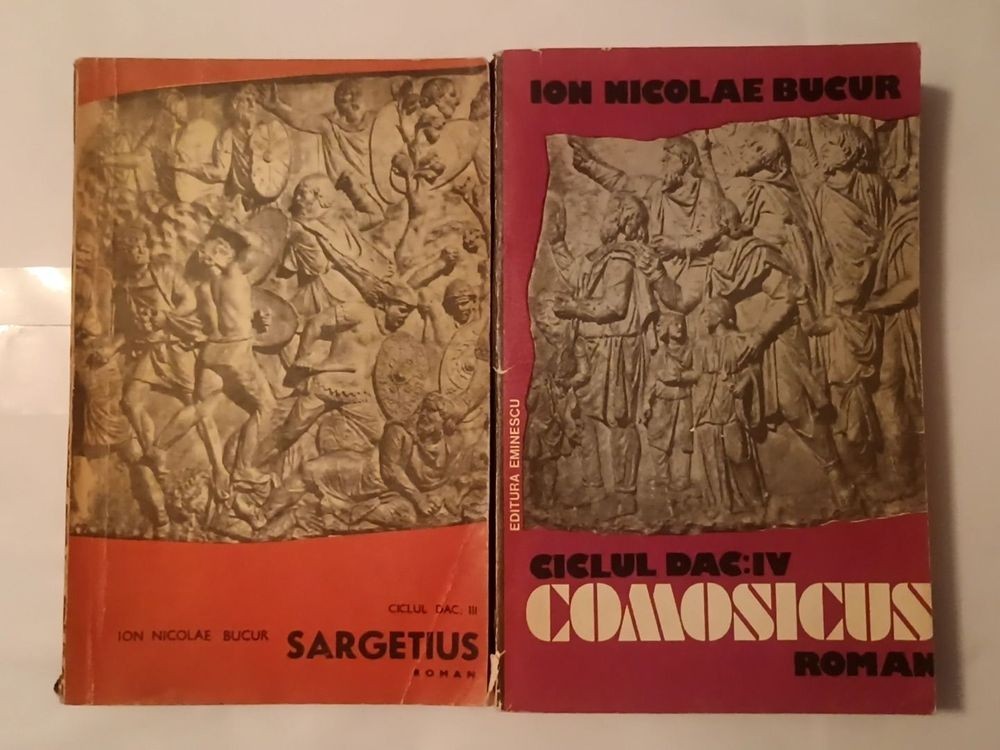 CICLUL DAC: III
ION NICOLAE BUCUR
SARGETIUS
ROMAN
ION NICOLAE BUCUR
EDITURA EMINESCU
CICLUL DAC:IV
COMOSICUS
ROMAN